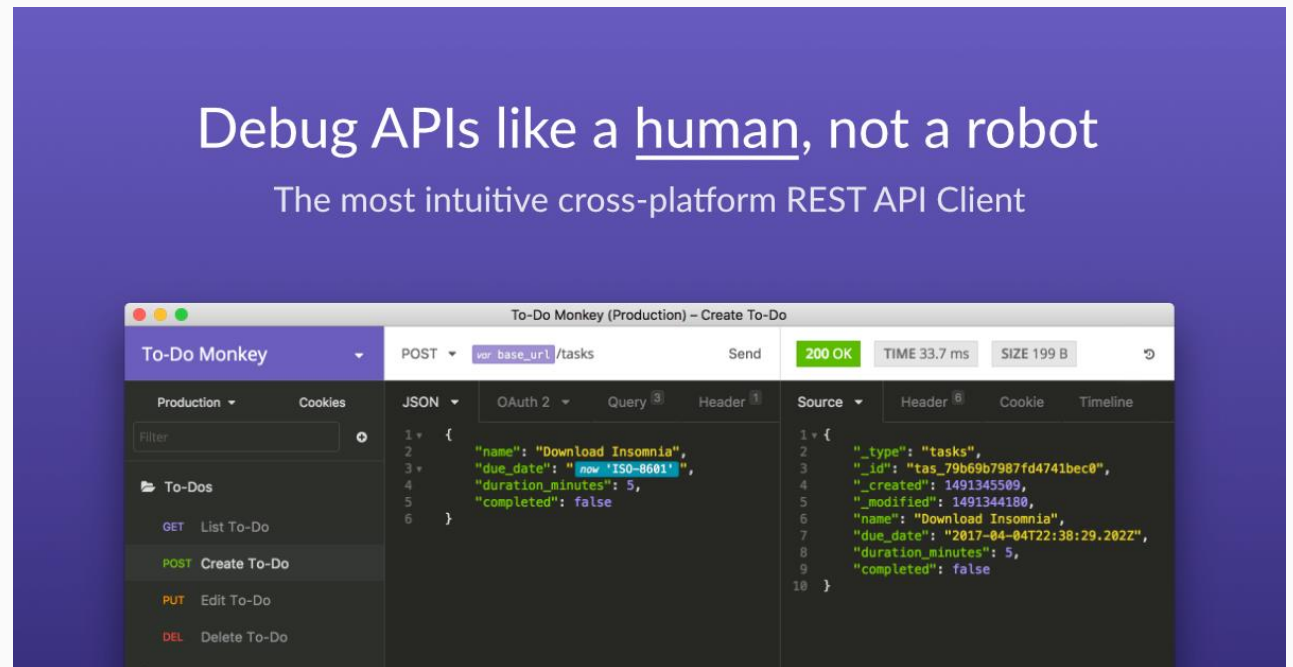 Debug APIs like a human, not a robot
The most intuitive cross-platform REST API Client
To-Do Monkey (Production) – Create To-Do
To-Do Monkey
POST var base_url /tasks Send
200 OK TIME 33.7 ms SIZE 199 B
Production Cookies
Filter
To-Dos
GET List To-Do
POST Create To-Do
PUT Edit To-Do
DEL Delete To-Do
JSON OAuth 2 Query 3 Header 1
1 {
2 "name": "Download Insomnia",
3 "due_date": " now 'ISO-8601' ",
4 "duration_minutes": 5,
5 "completed": false
6 }
Source Header 6 Cookie Timeline
1 {
2 "_type": "tasks",
3 "_id": "tas_79b69b7987fd4741bec0",
4 "_created": 1491345509,
5 "_modified": 1491344180,
6 "name": "Download Insomnia",
7 "due_date": "2017-04-04T22:38:29.202Z",
8 "duration_minutes": 5,
9 "completed": false
10 }